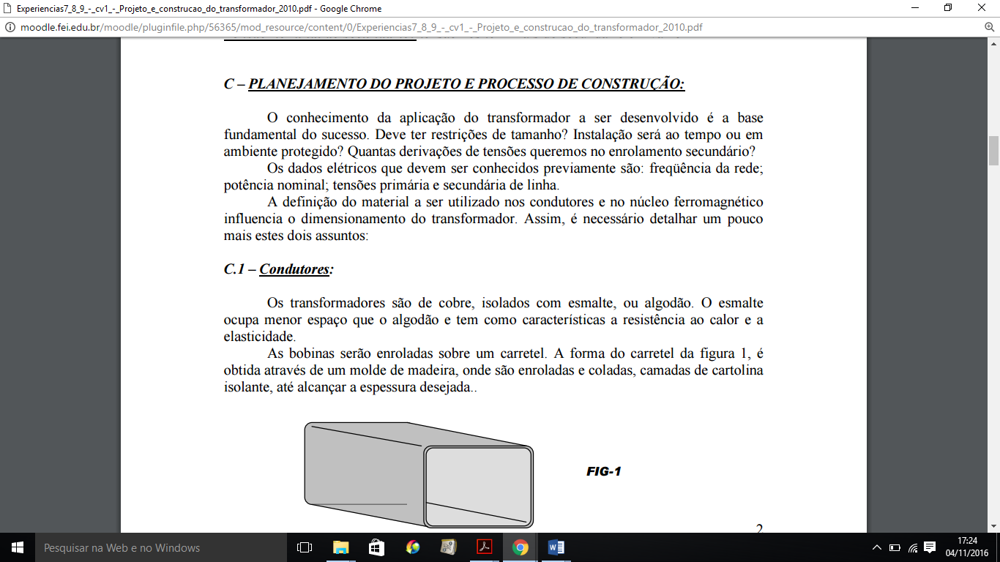 Experiencias7_8_9_-_cv1_-_Projeto_e_construcao_do_transformador_2010.pdf - Google Chrome
moodle.fei.edu.br/moodle/pluginfile.php/56365/mod_resource/content/0/Experiencias7_8_9_-_cv1_-_Projeto_e_construcao_do_transformador_2010.pdf
C – PLANEJAMENTO DO PROJETO E PROCESSO DE CONSTRUÇÃO:
O conhecimento da aplicação do transformador a ser desenvolvido é a base
fundamental do sucesso. Deve ter restrições de tamanho? Instalação será ao tempo ou em
ambiente protegido? Quantas derivações de tensões queremos no enrolamento secundário?
Os dados elétricos que devem ser conhecidos previamente são: freqüência da rede;
potência nominal; tensões primária e secundária de linha.
A definição do material a ser utilizado nos condutores e no núcleo ferromagnético
influencia o dimensionamento do transformador. Assim, é necessário detalhar um pouco
mais estes dois assuntos:
C.1 – Condutores:
Os transformadores são de cobre, isolados com esmalte, ou algodão. O esmalte
ocupa menor espaço que o algodão e tem como características a resistência ao calor e a
elasticidade.
As bobinas serão enroladas sobre um carretel. A forma do carretel da figura 1, é
obtida através de um molde de madeira, onde são enroladas e coladas, camadas de cartolina
isolante, até alcançar a espessura desejada..
FIG-1
2
Pesquisar na Web e no Windows
17:24
04/11/2016